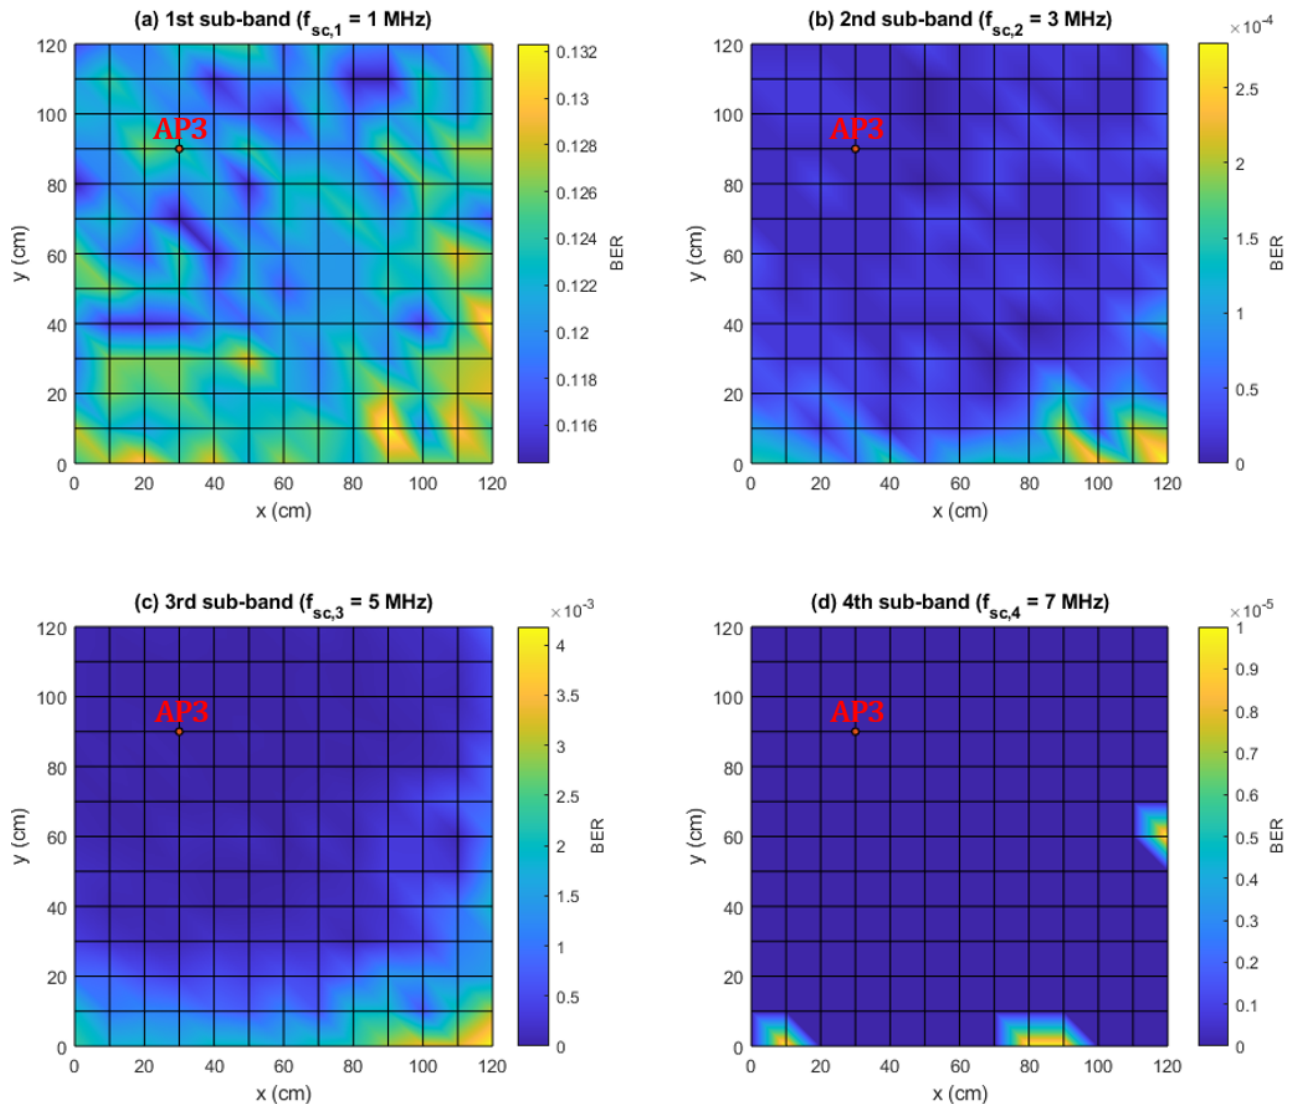 (a) 1st sub-band (fsc,1 = 1 MHz)
120
100
80
60
40
20
0
0 20 40 60 80 100 120
y (cm)
x (cm)
AP3
0.132
0.13
0.128
0.126
0.124
0.122
0.12
0.118
0.116
BER
(b) 2nd sub-band (fsc,2 = 3 MHz)
×10-4
120
100
80
60
40
20
0
0 20 40 60 80 100 120
y (cm)
x (cm)
AP3
2.5
2
1.5
1
0.5
0
BER
(c) 3rd sub-band (fsc,3 = 5 MHz)
×10-3
120
100
80
60
40
20
0
0 20 40 60 80 100 120
y (cm)
x (cm)
AP3
4
3.5
3
2.5
2
1.5
1
0.5
0
BER
(d) 4th sub-band (fsc,4 = 7 MHz)
×10-5
120
100
80
60
40
20
0
0 20 40 60 80 100 120
y (cm)
x (cm)
AP3
1
0.9
0.8
0.7
0.6
0.5
0.4
0.3
0.2
0.1
0
BER